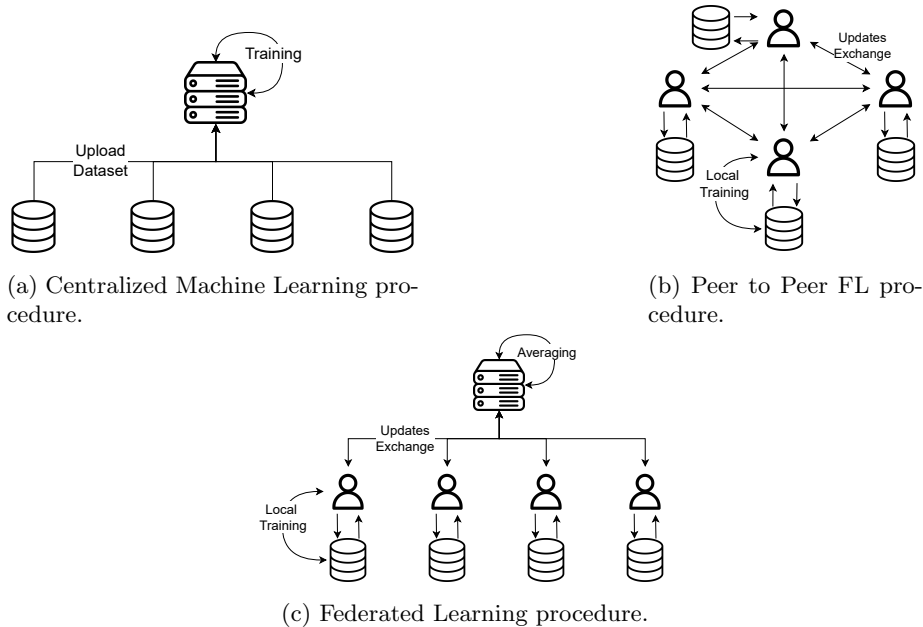 Training
Upload
Dataset
(a) Centralized Machine Learning pro-
cedure.
Updates
Exchange
Local
Training
(b) Peer to Peer FL pro-
cedure.
Averaging
Updates
Exchange
Local
Training
(c) Federated Learning procedure.